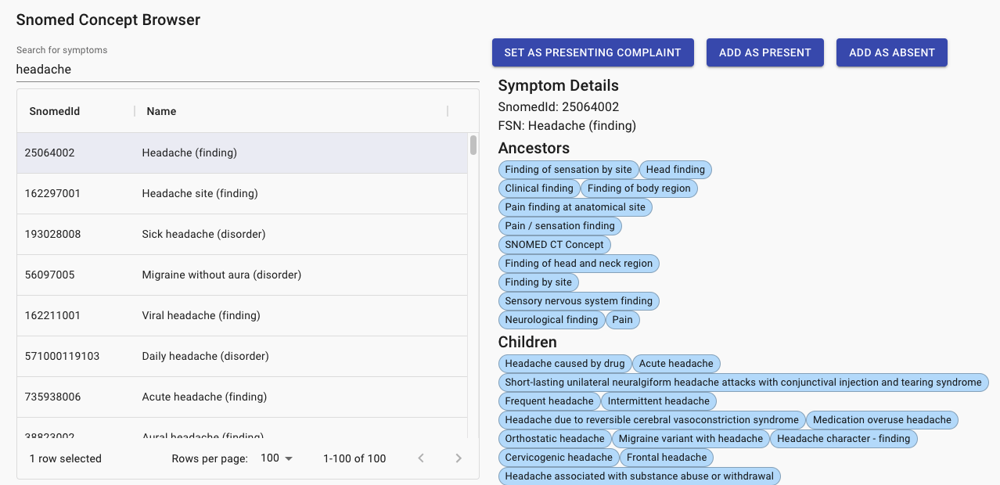 Snomed Concept Browser
Search for symptoms
headache
SnomedId Name
25064002 Headache (finding)
162297001 Headache site (finding)
193028008 Sick headache (disorder)
56097005 Migraine without aura (disorder)
162211001 Viral headache (finding)
571000119103 Daily headache (disorder)
735938006 Acute headache (finding)
38823002 Aural headache (finding)
1 row selected Rows per page: 100 1-100 of 100
SET AS PRESENTING COMPLAINT ADD AS PRESENT ADD AS ABSENT
Symptom Details
SnomedId: 25064002
FSN: Headache (finding)
Ancestors
Finding of sensation by site Head finding
Clinical finding Finding of body region
Pain finding at anatomical site
Pain / sensation finding
SNOMED CT Concept
Finding of head and neck region
Finding by site
Sensory nervous system finding
Neurological finding Pain
Children
Headache caused by drug Acute headache
Short-lasting unilateral neuralgiform headache attacks with conjunctival injection and tearing syndrome
Frequent headache Intermittent headache
Headache due to reversible cerebral vasoconstriction syndrome Medication overuse headache
Orthostatic headache Migraine variant with headache Headache character - finding
Cervicogenic headache Frontal headache
Headache associated with substance abuse or withdrawal